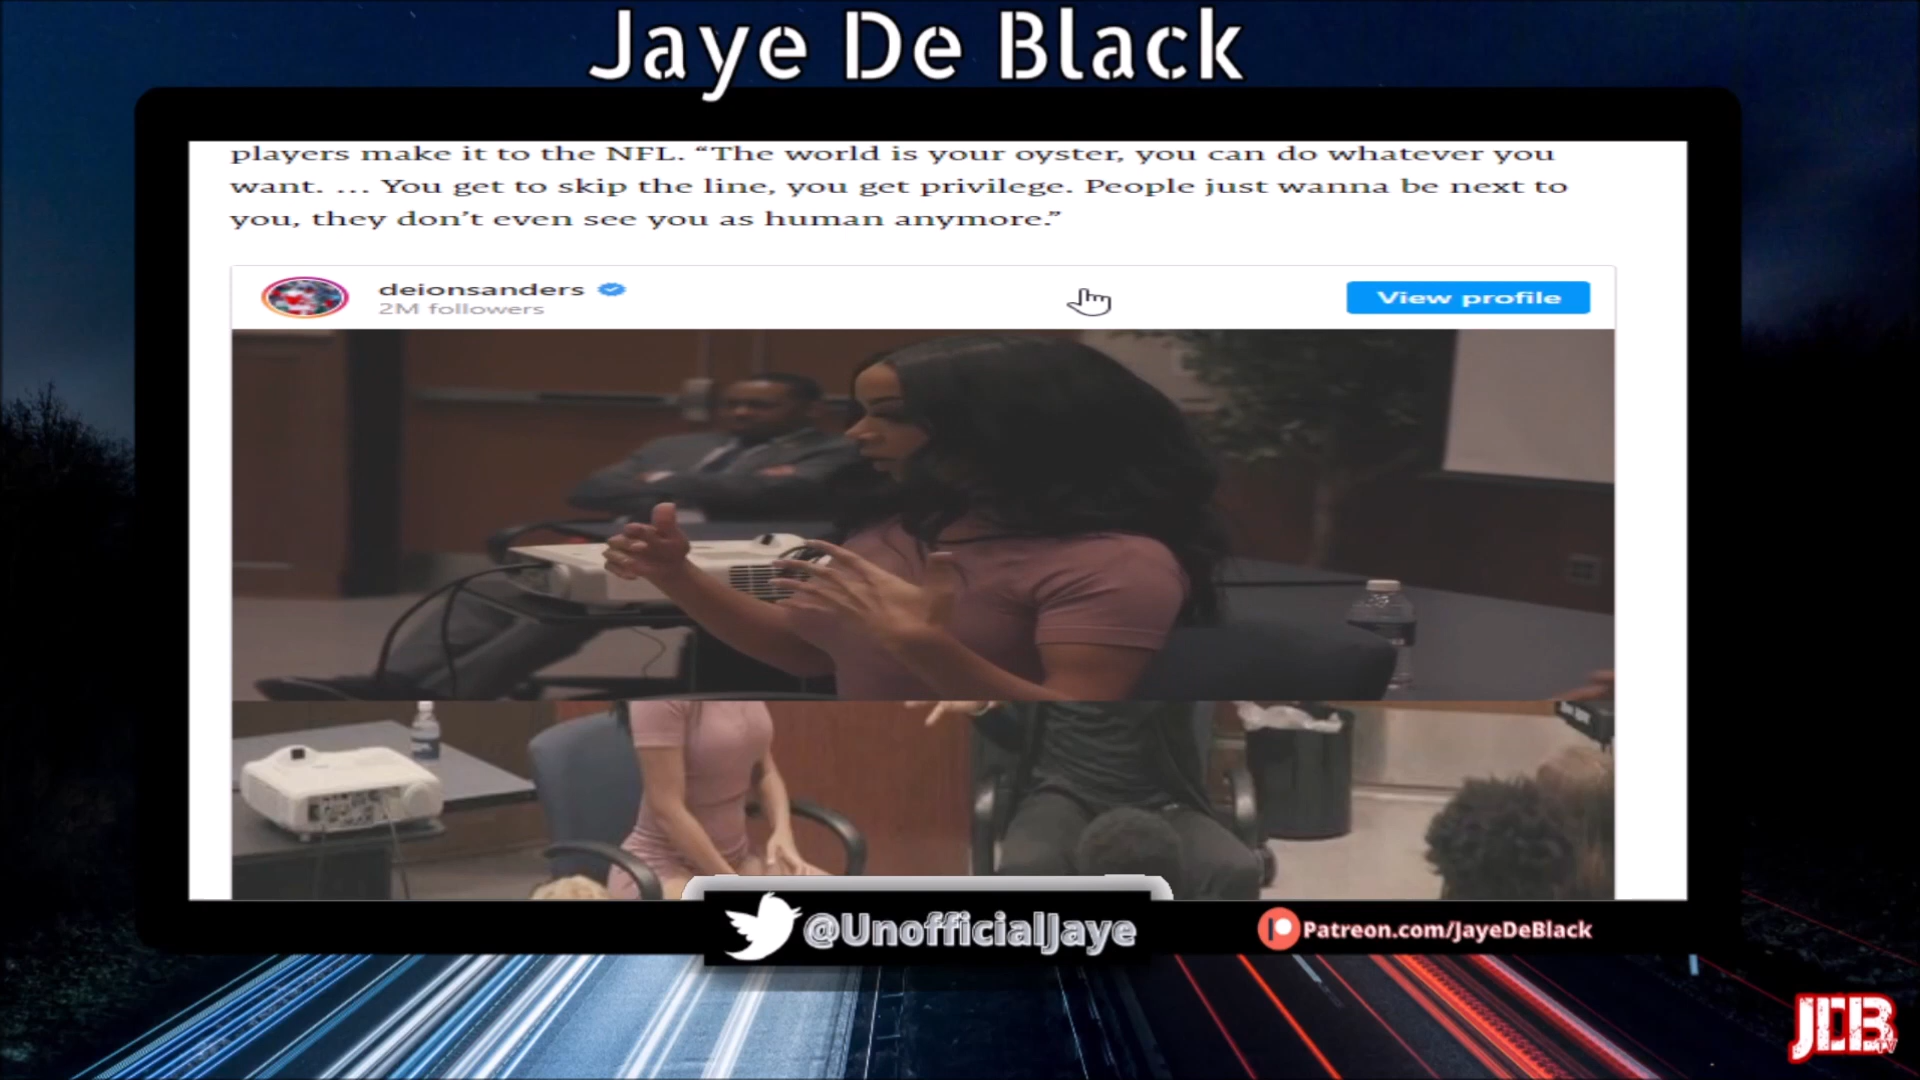 Jaye De Black
players make it to the NFL. “The world is your oyster, you can do whatever you
want. … You get to skip the line, you get privilege. People just wanna be next to
you, they don’t even see you as human anymore.”
deionsanders
2M followers
View profile
@UnofficialJaye
Patreon.com/JayeDeBlack
JDB
TV